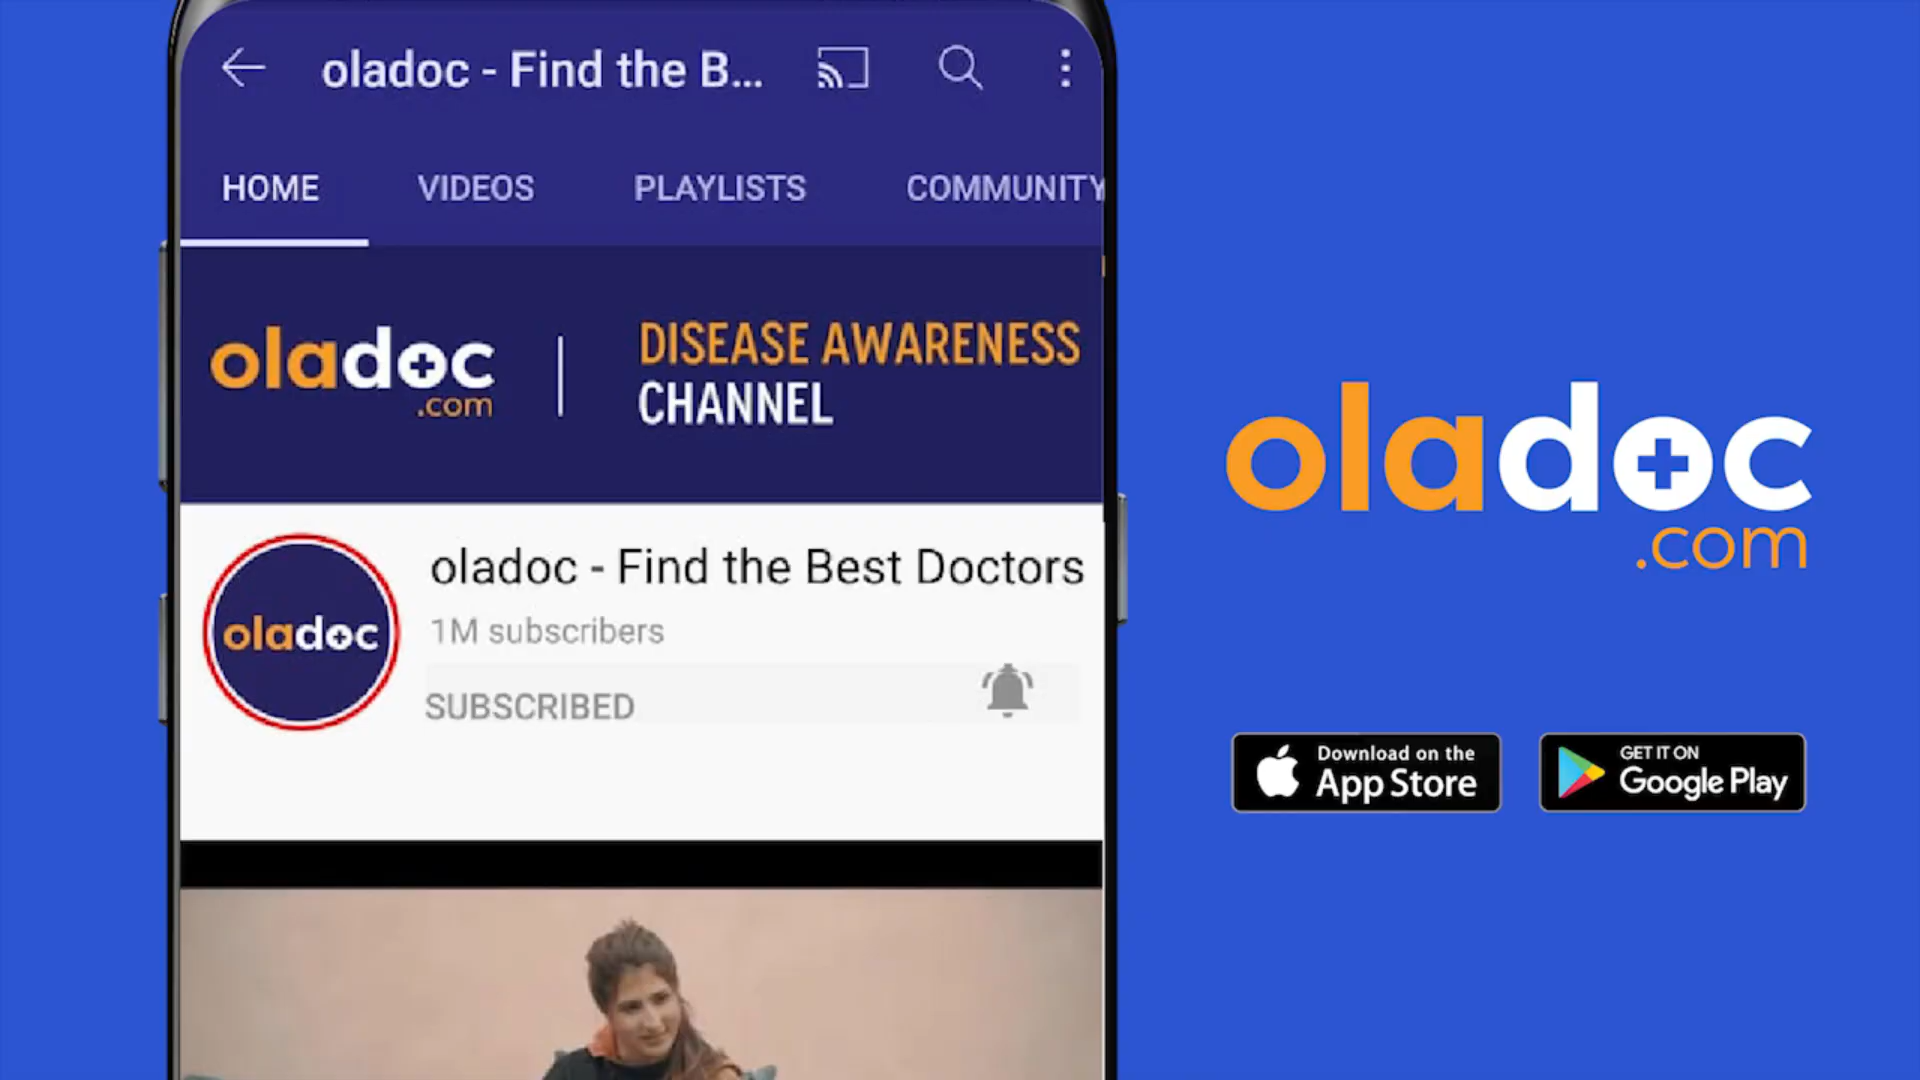 oladoc - Find the B...
HOME VIDEOS PLAYLISTS COMMUNITY
oladoc
.com
DISEASE AWARENESS
CHANNEL
oladoc
oladoc - Find the Best Doctors
1M subscribers
SUBSCRIBED
oladoc
.com
Download on the
App Store
GET IT ON
Google Play